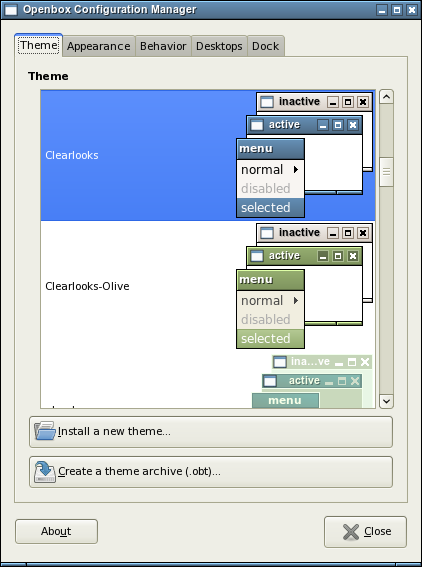 Openbox Configuration Manager
Theme Appearance Behavior Desktops Dock
Theme
inactive
active
Clearlooks
menu
normal
disabled
selected
inactive
active
Clearlooks-Olive
menu
normal
disabled
selected
ina...ve
active
menu
Install a new theme...
Create a theme archive (.obt)...
About
Close